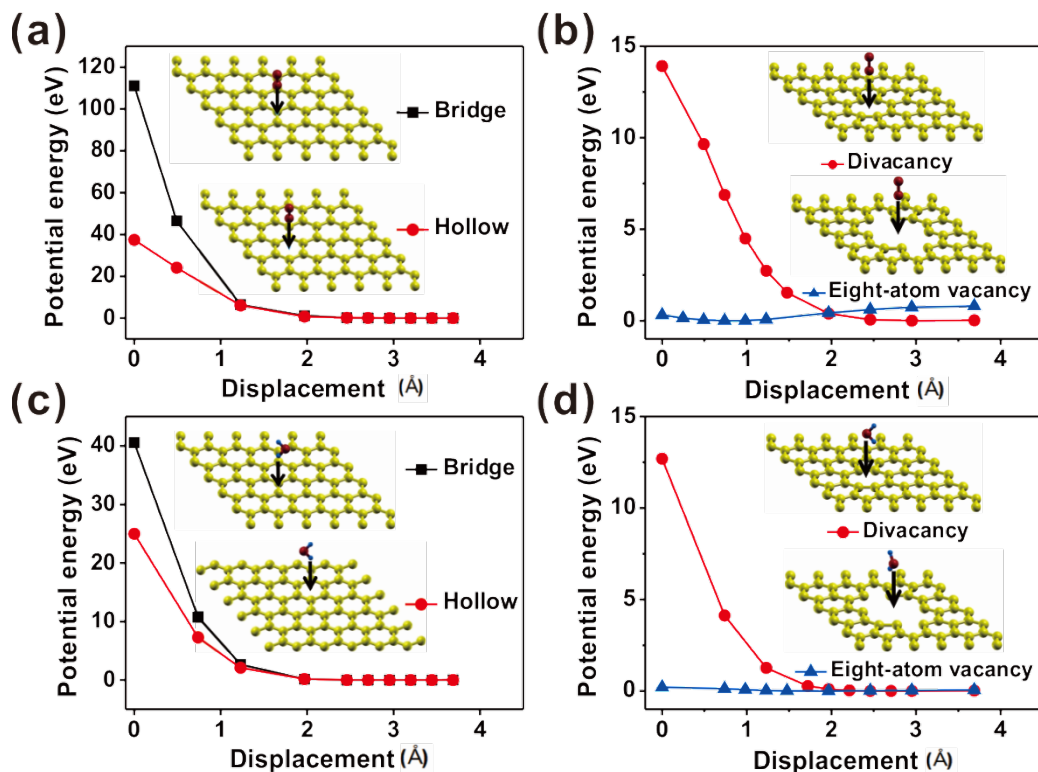 (a)
Potential energy (eV)
120
100
80
60
40
20
0
Bridge
Hollow
0 1 2 3 4
Displacement (Å)
(b)
Potential energy (eV)
15
10
5
0
Divacancy
Eight-atom vacancy
0 1 2 3 4
Displacement (Å)
(c)
Potential energy (eV)
40
30
20
10
0
Bridge
Hollow
0 1 2 3 4
Displacement (Å)
(d)
Potential energy (eV)
15
10
5
0
Divacancy
Eight-atom vacancy
0 1 2 3 4
Displacement (Å)